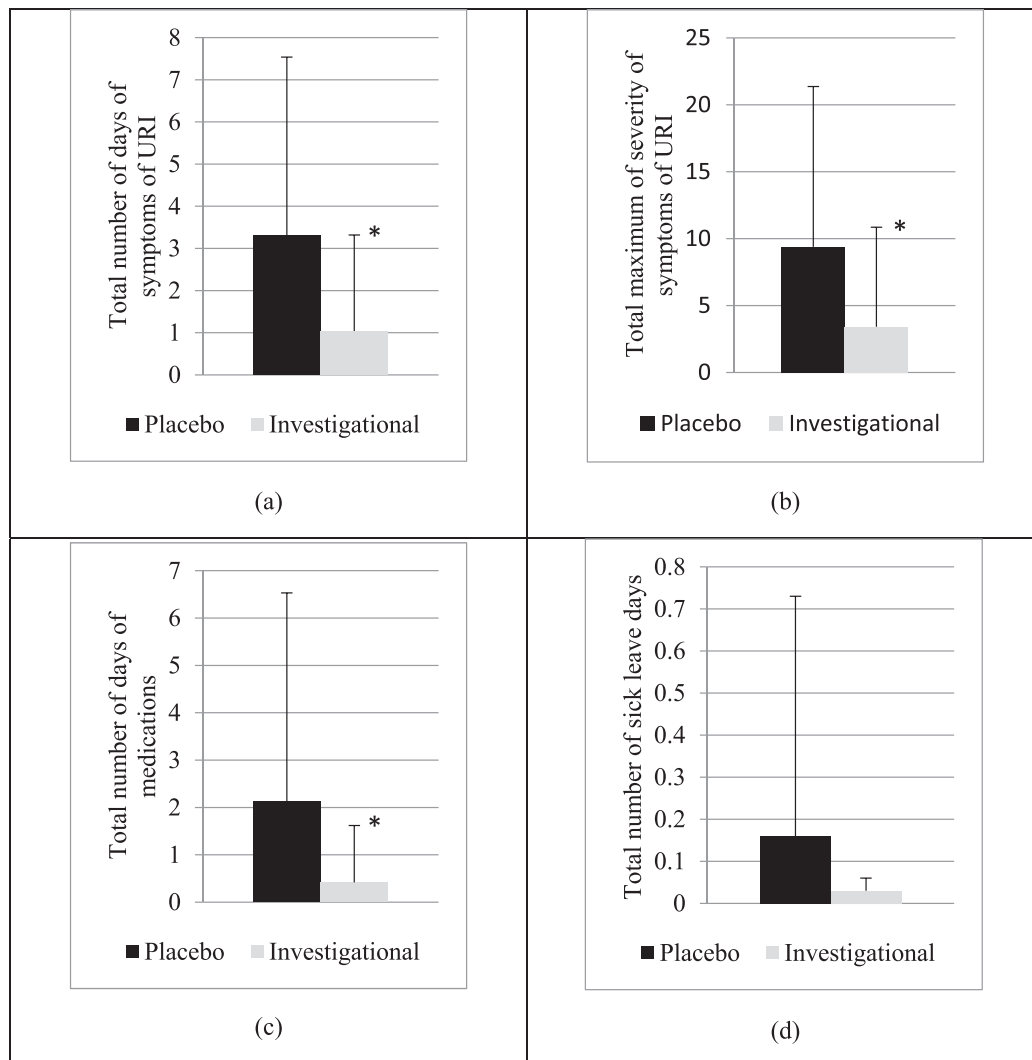 Total number of days of
symptoms of URI
8
7
6
5
4
3
2
1
0
*
Placebo Investigational
(a)
Total maximum of severity of
symptoms of URI
25
20
15
10
5
0
*
Placebo Investigational
(b)
Total number of days of
medications
7
6
5
4
3
2
1
0
*
Placebo Investigational
(c)
Total number of sick leave days
0.8
0.7
0.6
0.5
0.4
0.3
0.2
0.1
0
Placebo Investigational
(d)